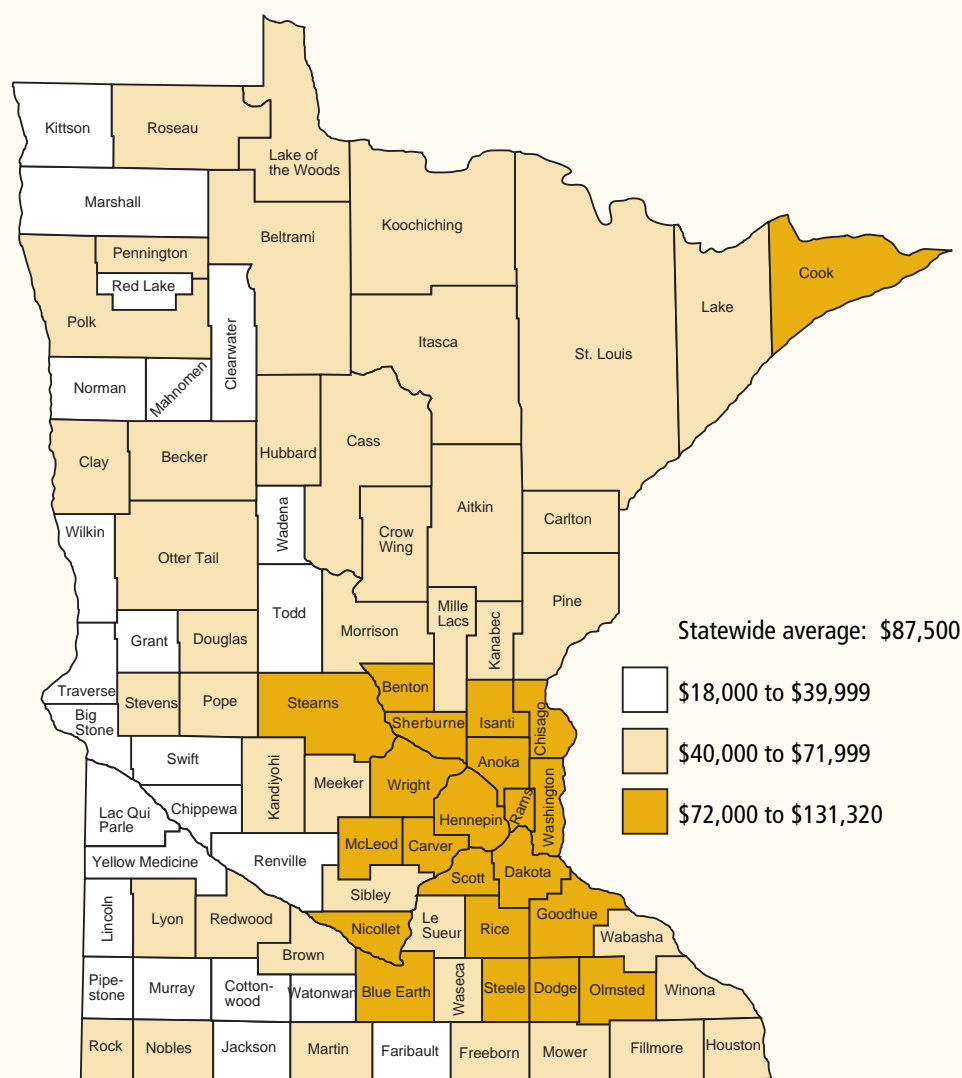 Kittson
Roseau
Lake of
the Woods
Marshall
Koochiching
Beltrami
Pennington
Red Lake
Cook
Lake
Polk
Itasca
St. Louis
Clearwater
Norman
Mahnomen
Cass
Hubbard
Clay
Becker
Aitkin
Wadena
Carlton
Wilkin
Crow
Wing
Otter Tail
Pine
Mille
Lacs
Todd
Morrison
Kanabec
Grant
Douglas
Statewide average: $87,500
Traverse
Stevens
Pope
Stearns
Benton
$18,000 to $39,999
Big
Stone
Sherburne
Isanti
Chisago
Swift
Kandiyohi
Anoka
$40,000 to $71,999
Meeker
Wright
Lac Qui
Parle
Chippewa
Hennepin
Rams
Washington
$72,000 to $131,320
McLeod
Carver
Yellow Medicine
Renville
Scott
Dakota
Sibley
Lincoln
Lyon
Redwood
Nicollet
Le
Sueur
Rice
Goodhue
Wabasha
Brown
Pipe-
stone
Murray
Cotton-
wood
Watonwan
Blue Earth
Waseca
Steele
Dodge
Olmsted
Winona
Rock
Nobles
Jackson
Martin
Faribault
Freeborn
Mower
Fillmore
Houston